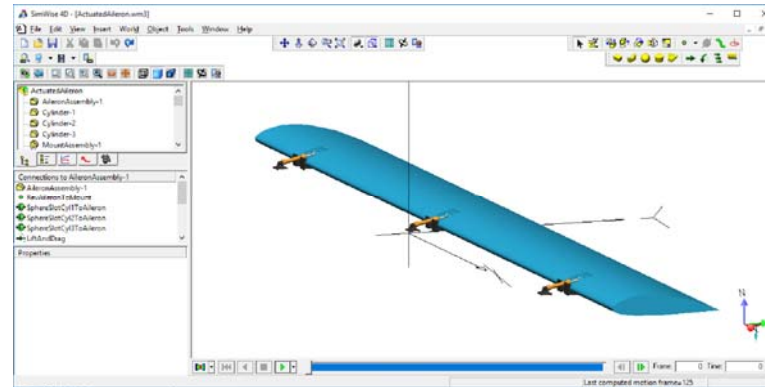 SimWise 4D - [ActuatedAileron.wm3]
File Edit View Insert World Object Tools Window Help
ActuatedAileron
AileronAssembly-1
Cylinder-1
Cylinder-2
Cylinder-3
MountAssembly-1
Connections to AileronAssembly-1
AileronAssembly-1
RevAileronToMount
SphereSlotCyl1ToAileron
SphereSlotCyl2ToAileron
SphereSlotCyl3ToAileron
LiftAndDrag
Properties
N
Frame: 0 Time: 0
Last computed motion frame=125